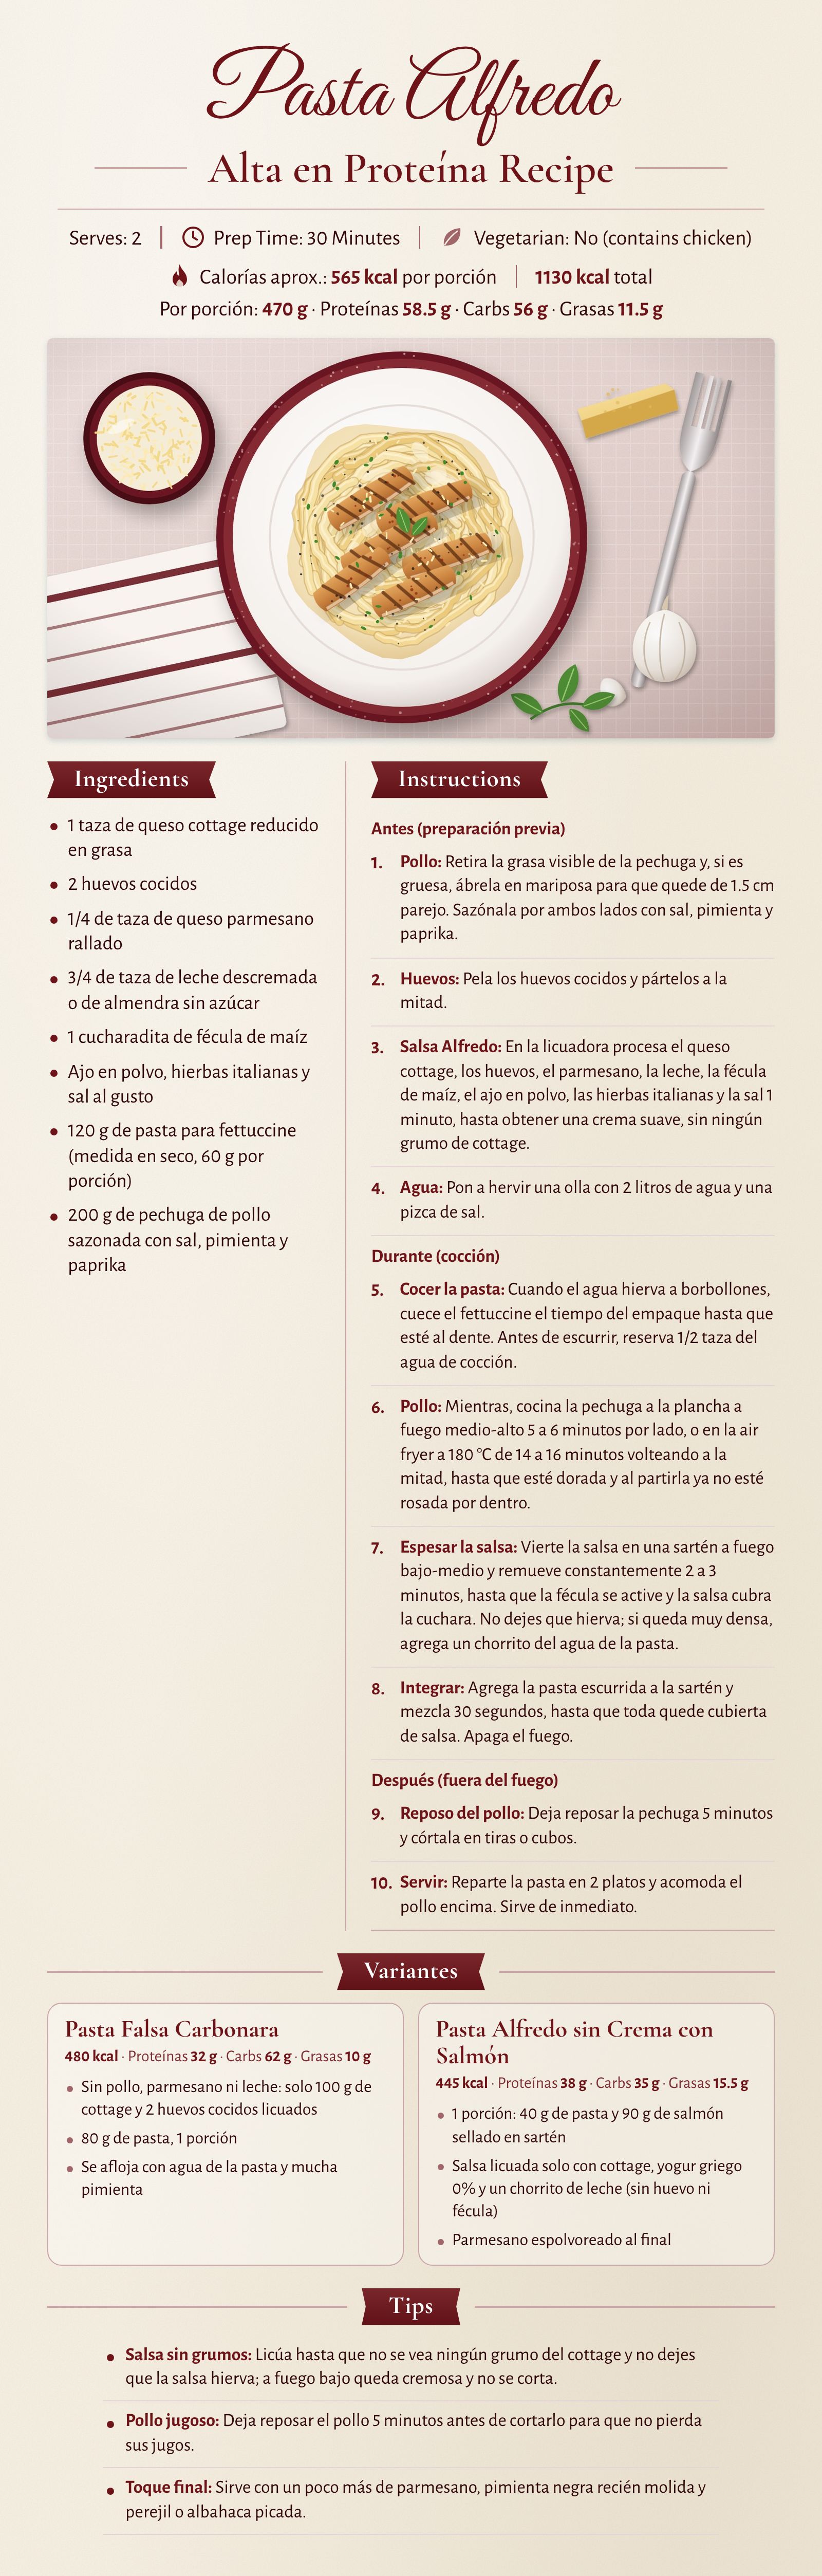 Pasta Alfredo
Alta en Proteína Recipe
Serves: 2 | Prep Time: 30 Minutes | Vegetarian: No (contains chicken)
Calorías aprox.: 565 kcal por porción | 1130 kcal total
Por porción: 470 g · Proteínas 58.5 g · Carbs 56 g · Grasas 11.5 g
Ingredients
• 1 taza de queso cottage reducido
en grasa
• 2 huevos cocidos
• 1/4 de taza de queso parmesano
rallado
• 3/4 de taza de leche descremada
o de almendra sin azúcar
• 1 cucharadita de fécula de maíz
• Ajo en polvo, hierbas italianas y
sal al gusto
• 120 g de pasta para fettuccine
(medida en seco, 60 g por
porción)
• 200 g de pechuga de pollo
sazonada con sal, pimienta y
paprika
Instructions
Antes (preparación previa)
1. Pollo: Retira la grasa visible de la pechuga y, si es
gruesa, ábrela en mariposa para que quede de 1.5 cm
parejo. Sazónala por ambos lados con sal, pimienta y
paprika.
2. Huevos: Pela los huevos cocidos y pártelos a la
mitad.
3. Salsa Alfredo: En la licuadora procesa el queso
cottage, los huevos, el parmesano, la leche, la fécula
de maíz, el ajo en polvo, las hierbas italianas y la sal 1
minuto, hasta obtener una crema suave, sin ningún
grumo de cottage.
4. Agua: Pon a hervir una olla con 2 litros de agua y una
pizca de sal.
Durante (cocción)
5. Cocer la pasta: Cuando el agua hierva a borbollones,
cuece el fettuccine el tiempo del empaque hasta que
esté al dente. Antes de escurrir, reserva 1/2 taza del
agua de cocción.
6. Pollo: Mientras, cocina la pechuga a la plancha a
fuego medio-alto 5 a 6 minutos por lado, o en la air
fryer a 180 °C de 14 a 16 minutos volteando a la
mitad, hasta que esté dorada y al partirla ya no esté
rosada por dentro.
7. Espesar la salsa: Vierte la salsa en una sartén a fuego
bajo-medio y remueve constantemente 2 a 3
minutos, hasta que la fécula se active y la salsa cubra
la cuchara. No dejes que hierva; si queda muy densa,
agrega un chorrito del agua de la pasta.
8. Integrar: Agrega la pasta escurrida a la sartén y
mezcla 30 segundos, hasta que toda quede cubierta
de salsa. Apaga el fuego.
Después (fuera del fuego)
9. Reposo del pollo: Deja reposar la pechuga 5 minutos
y córtala en tiras o cubos.
10. Servir: Reparte la pasta en 2 platos y acomoda el
pollo encima. Sirve de inmediato.
Variantes
Pasta Falsa Carbonara
480 kcal · Proteínas 32 g · Carbs 62 g · Grasas 10 g
• Sin pollo, parmesano ni leche: solo 100 g de
cottage y 2 huevos cocidos licuados
• 80 g de pasta, 1 porción
• Se afloja con agua de la pasta y mucha
pimienta
Pasta Alfredo sin Crema con
Salmón
445 kcal · Proteínas 38 g · Carbs 35 g · Grasas 15.5 g
• 1 porción: 40 g de pasta y 90 g de salmón
sellado en sartén
• Salsa licuada solo con cottage, yogur griego
0% y un chorrito de leche (sin huevo ni
fécula)
• Parmesano espolvoreado al final
Tips
• Salsa sin grumos: Licúa hasta que no se vea ningún grumo del cottage y no dejes
que la salsa hierva; a fuego bajo queda cremosa y no se corta.
• Pollo jugoso: Deja reposar el pollo 5 minutos antes de cortarlo para que no pierda
sus jugos.
• Toque final: Sirve con un poco más de parmesano, pimienta negra recién molida y
perejil o albahaca picada.